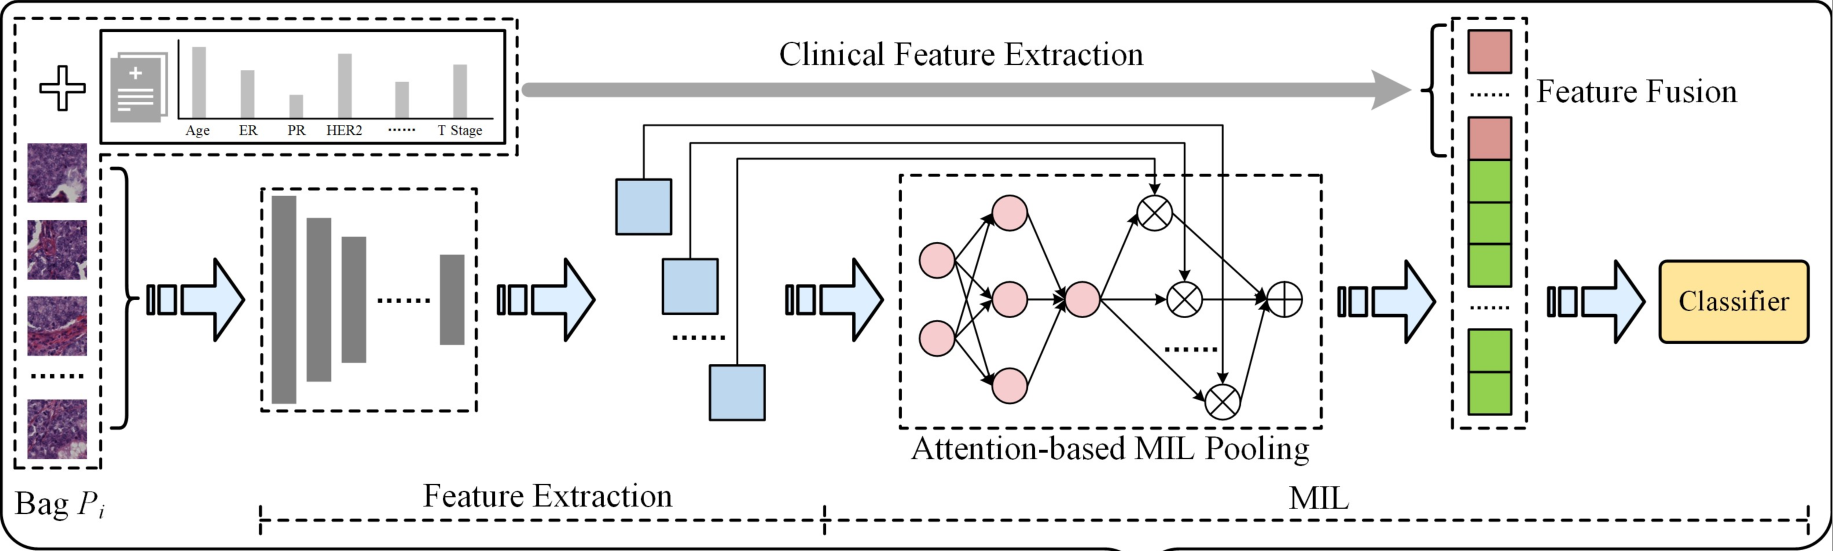 Clinical Feature Extraction
Age ER PR HER2 ······ T Stage
······ Feature Fusion
······
······
······
······
Classifier
······
······
Attention-based MIL Pooling
Bag Pi
Feature Extraction
MIL